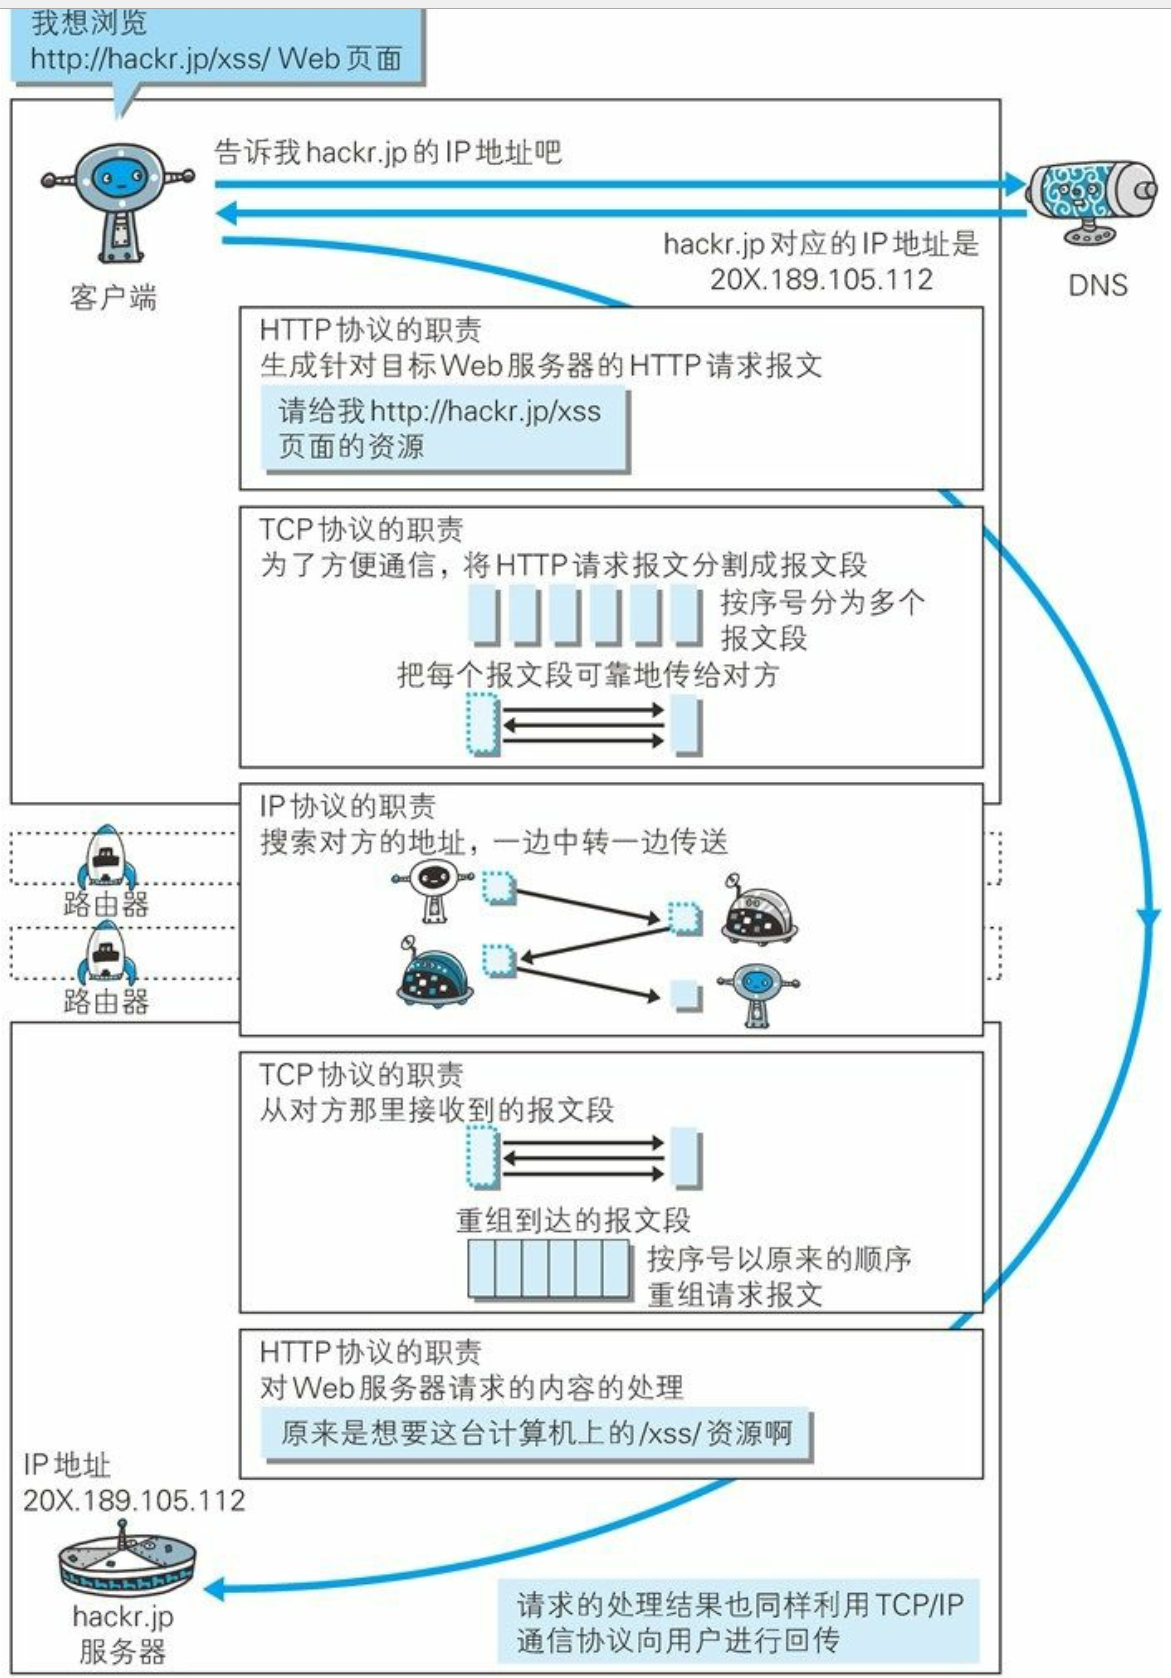 我想浏览
http://hackr.jp/xss/ Web页面
告诉我hackr.jp的IP地址吧
hackr.jp对应的IP地址是
20X.189.105.112
客户端
DNS
HTTP协议的职责
生成针对目标Web服务器的HTTP请求报文
请给我http://hackr.jp/xss
页面的资源
TCP协议的职责
为了方便通信，将HTTP请求报文分割成报文段
按序号分为多个
报文段
把每个报文段可靠地传给对方
IP协议的职责
搜索对方的地址，一边中转一边传送
路由器
路由器
TCP协议的职责
从对方那里接收到的报文段
重组到达的报文段
按序号以原来的顺序
重组请求报文
HTTP协议的职责
对Web服务器请求的内容的处理
原来是想要这台计算机上的/xss/资源啊
IP地址
20X.189.105.112
hackr.jp
服务器
请求的处理结果也同样利用TCP/IP
通信协议向用户进行回传